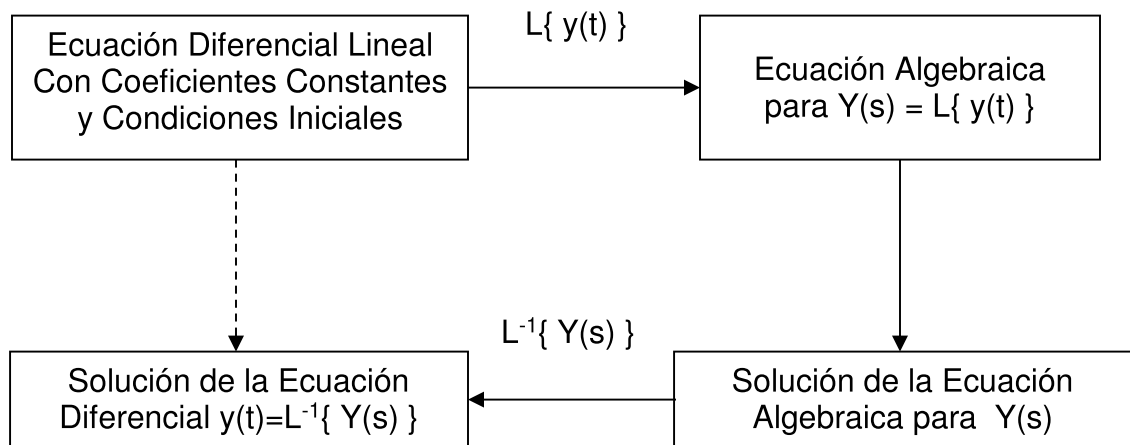 L{ y(t) }
Ecuación Diferencial Lineal
Con Coeficientes Constantes
y Condiciones Iniciales
Ecuación Algebraica
para Y(s) = L{ y(t) }
L⁻¹{ Y(s) }
Solución de la Ecuación
Diferencial y(t)=L⁻¹{ Y(s) }
Solución de la Ecuación
Algebraica para Y(s)